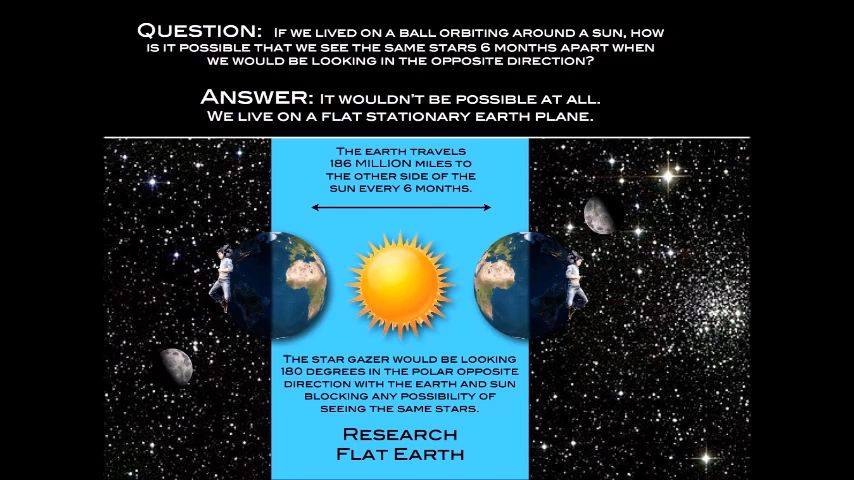 QUESTION: IF WE LIVED ON A BALL ORBITING AROUND A SUN, HOW
IS IT POSSIBLE THAT WE SEE THE SAME STARS 6 MONTHS APART WHEN
WE WOULD BE LOOKING IN THE OPPOSITE DIRECTION?
ANSWER: IT WOULDN'T BE POSSIBLE AT ALL.
WE LIVE ON A FLAT STATIONARY EARTH PLANE.
THE EARTH TRAVELS
186 MILLION MILES TO
THE OTHER SIDE OF THE
SUN EVERY 6 MONTHS.
THE STAR GAZER WOULD BE LOOKING
180 DEGREES IN THE POLAR OPPOSITE
DIRECTION WITH THE EARTH AND SUN
BLOCKING ANY POSSIBILITY OF
SEEING THE SAME STARS.
RESEARCH
FLAT EARTH